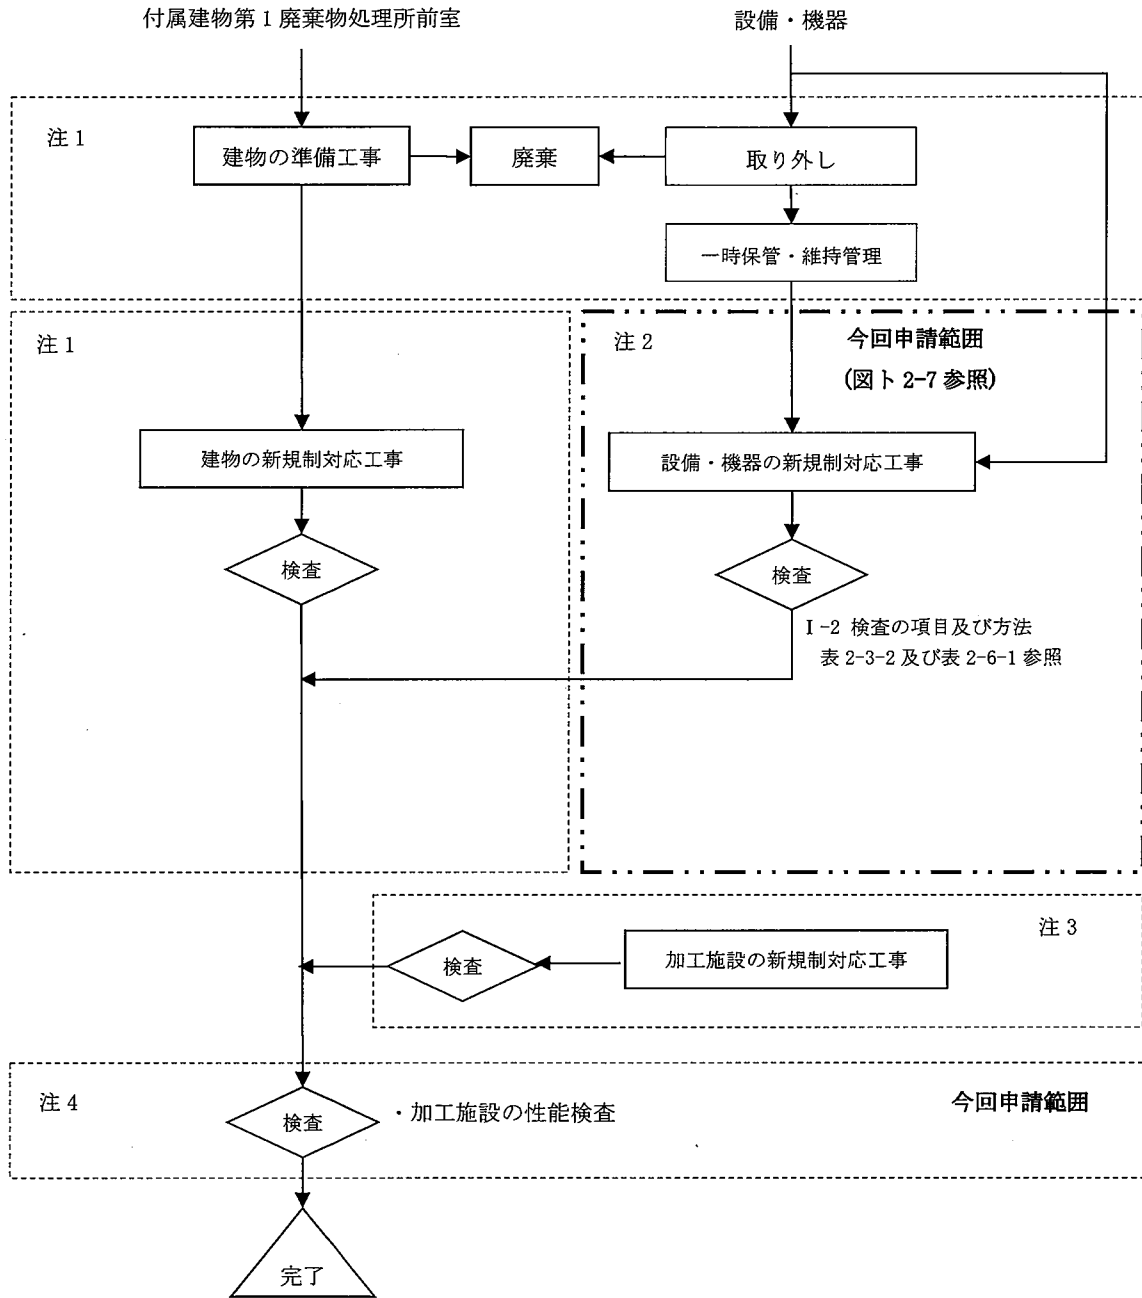 付属建物第1廃棄物処理所前室
設備・機器
注1
建物の準備工事
廃棄
取り外し
一時保管・維持管理
注1
注2
今回申請範囲
(図ト2-7参照)
建物の新規制対応工事
設備・機器の新規制対応工事
検査
検査
Ⅰ-2 検査の項目及び方法
表2-3-2及び表2-6-1参照
注3
検査
加工施設の新規制対応工事
注4
検査
・加工施設の性能検査
今回申請範囲
完了